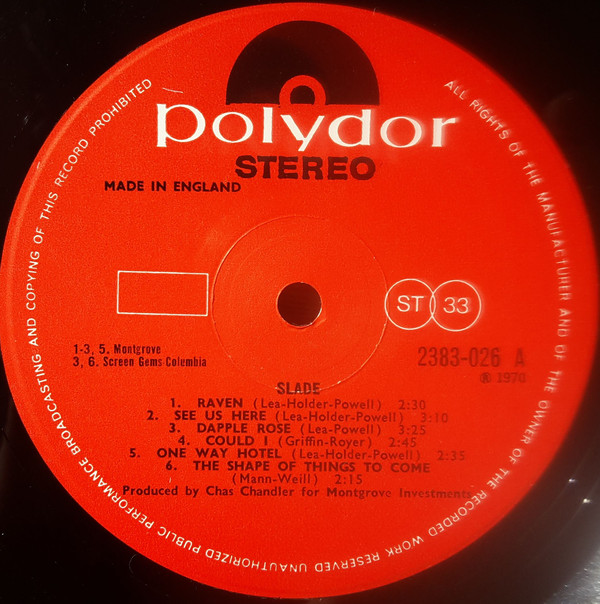 polydor
STEREO
MADE IN ENGLAND
ST 33
1-3, 5. Montgrove
3, 6. Screen Gems-Columbia
2383-026 A
℗ 1970
SLADE
1. RAVEN (Lea-Holder-Powell) 2:30
2. SEE US HERE (Lea-Holder-Powell) 3:10
3. DAPPLE ROSE (Lea-Powell) 3:25
4. COULD I (Griffin-Royer) 2:45
5. ONE WAY HOTEL (Lea-Holder-Powell) 2:35
6. THE SHAPE OF THINGS TO COME
(Mann-Weill) 2:15
Produced by Chas Chandler for Montgrove Investments
ALL RIGHTS OF THE MANUFACTURER AND OF THE OWNER OF THE RECORDED WORK RESERVED UNAUTHORIZED PUBLIC PERFORMANCE BROADCASTING AND COPYING OF THIS RECORD PROHIBITED